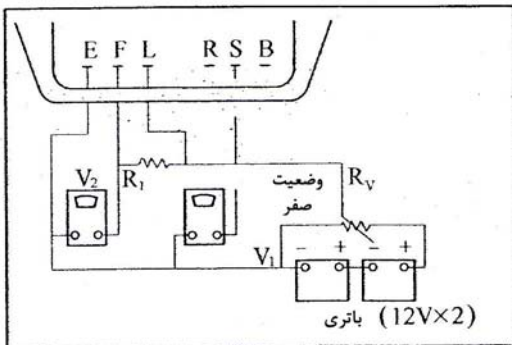 E F L R S B
V2 R1 وضعیت RV
صفر
V1 - + - +
باتری (12V×2)